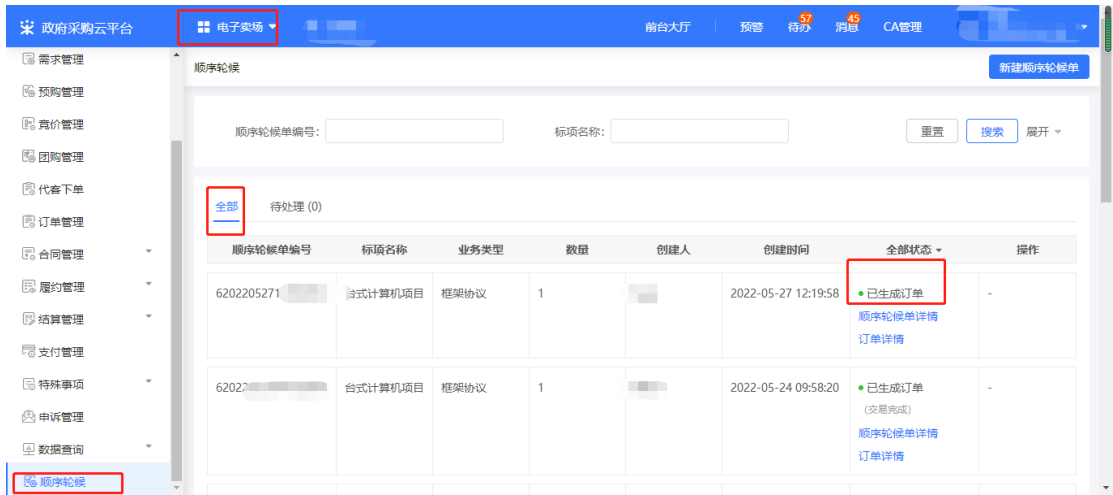 政府采购云平台
电子卖场
前台大厅
预警
待办
57
消息
45
CA管理
需求管理
预购管理
竞价管理
团购管理
代客下单
订单管理
合同管理
履约管理
结算管理
支付管理
特殊事项
申诉管理
数据查询
顺序轮候
顺序轮候
新建顺序轮候单
顺序轮候单编号：
标项名称：
重置
搜索
展开
全部
待处理 (0)
顺序轮候单编号 标项名称 业务类型 数量 创建人 创建时间 全部状态 操作
6202205271 台式计算机项目 框架协议 1 2022-05-27 12:19:58 已生成订单 -
顺序轮候单详情
订单详情
62022 台式计算机项目 框架协议 1 2022-05-24 09:58:20 已生成订单 -
（交易完成）
顺序轮候单详情
订单详情